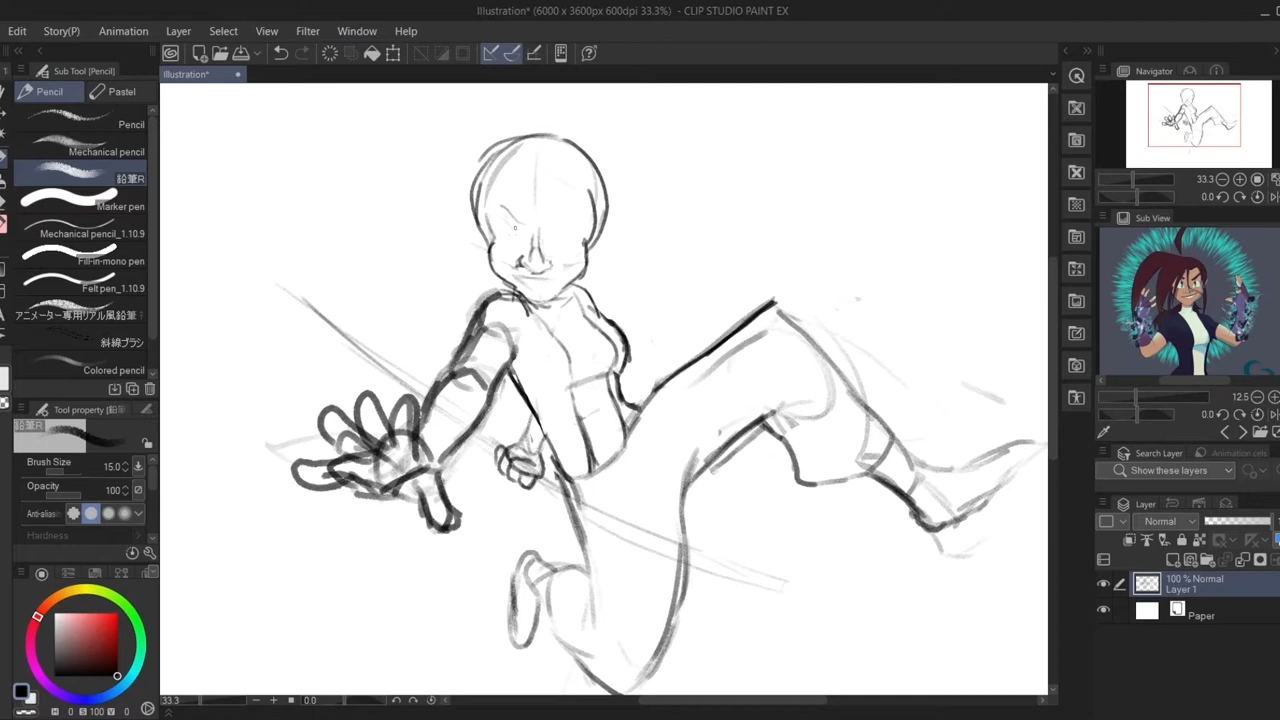 Illustration* (6000 x 3600px 600dpi 33.3%) - CLIP STUDIO PAINT EX
Edit Story(P) Animation Layer Select View Filter Window Help
Sub Tool [Pencil]
Illustration*
Pencil Pastel
Pencil
Mechanical pencil
鉛筆R
Marker pen
Mechanical pencil_1.10.9
Fill-in-mono pen
Felt pen_1.10.9
アニメーター専用リアル風鉛筆
斜線ブラシ
Colored pencil
Tool property [鉛筆
鉛筆R
Brush Size 15.0
Opacity 100
Anti-alias
Hardness
H 0 S 100 V 0
33.3 0.0
Navigator
33.3
0.0
Sub View
12.5
0.0
Search Layer Animation cels
Show these layers
Layer
Normal
100 % Normal
Layer 1
Paper